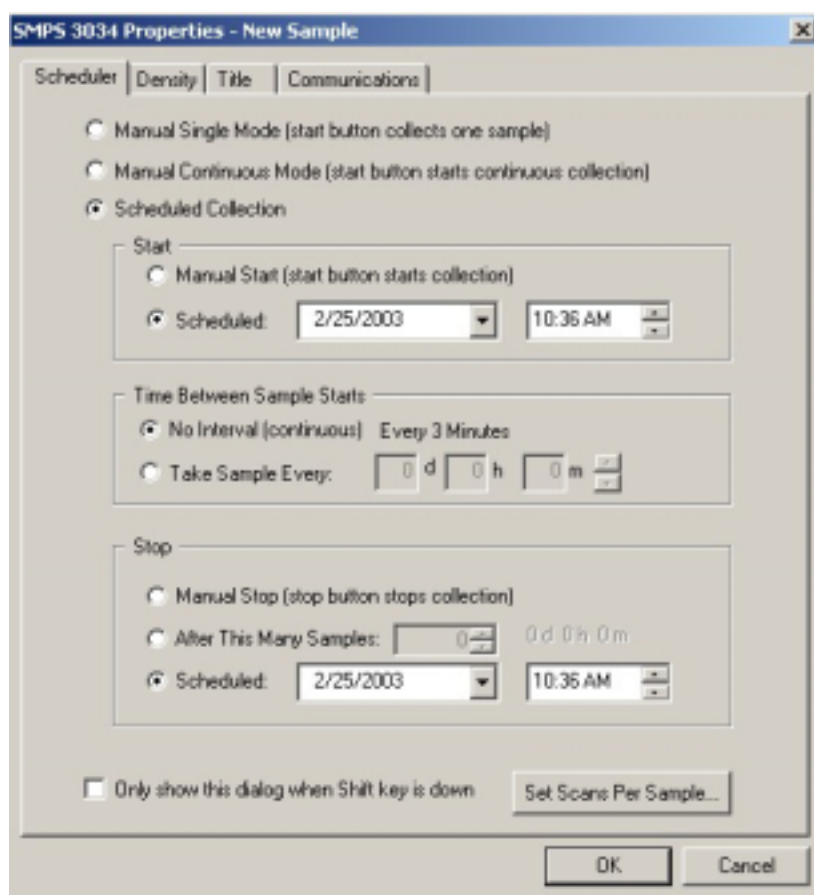 SMPS 3034 Properties - New Sample
Scheduler Density Title Communications
Manual Single Mode (start button collects one sample)
Manual Continuous Mode (start button starts continuous collection)
Scheduled Collection
Start
Manual Start (start button starts collection)
Scheduled: 2/25/2003 10:36 AM
Time Between Sample Starts
No Interval (continuous) Every 3 Minutes
Take Sample Every: 0 d 0 h 0 m
Stop
Manual Stop (stop button stops collection)
After This Many Samples: 0 0d 0h 0m
Scheduled: 2/25/2003 10:36 AM
Only show this dialog when Shift key is down Set Scans Per Sample...
OK Cancel